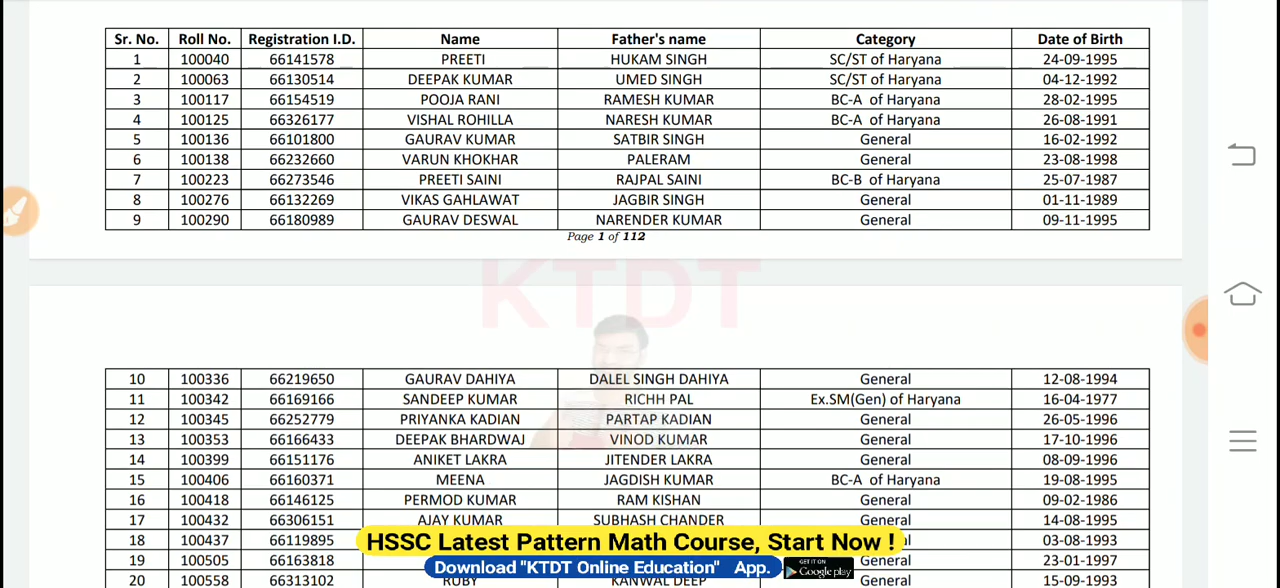 Sr. No. Roll No. Registration I.D. Name Father's name Category Date of Birth
1 100040 66141578 PREETI HUKAM SINGH SC/ST of Haryana 24-09-1995
2 100063 66130514 DEEPAK KUMAR UMED SINGH SC/ST of Haryana 04-12-1992
3 100117 66154519 POOJA RANI RAMESH KUMAR BC-A of Haryana 28-02-1995
4 100125 66326177 VISHAL ROHILLA NARESH KUMAR BC-A of Haryana 26-08-1991
5 100136 66101800 GAURAV KUMAR SATBIR SINGH General 16-02-1992
6 100138 66232660 VARUN KHOKHAR PALERAM General 23-08-1998
7 100223 66273546 PREETI SAINI RAJPAL SAINI BC-B of Haryana 25-07-1987
8 100276 66132269 VIKAS GAHLAWAT JAGBIR SINGH General 01-11-1989
9 100290 66180989 GAURAV DESWAL NARENDER KUMAR General 09-11-1995
Page 1 of 112
KTDT
10 100336 66219650 GAURAV DAHIYA DALEL SINGH DAHIYA General 12-08-1994
11 100342 66169166 SANDEEP KUMAR RICHH PAL Ex.SM(Gen) of Haryana 16-04-1977
12 100345 66252779 PRIYANKA KADIAN PARTAP KADIAN General 26-05-1996
13 100353 66166433 DEEPAK BHARDWAJ VINOD KUMAR General 17-10-1996
14 100399 66151176 ANIKET LAKRA JITENDER LAKRA General 08-09-1996
15 100406 66160371 MEENA JAGDISH KUMAR BC-A of Haryana 19-08-1995
16 100418 66146125 PERMOD KUMAR RAM KISHAN General 09-02-1986
17 100432 66306151 AJAY KUMAR SUBHASH CHANDER General 14-08-1995
18 100437 66119895 03-08-1993
HSSC Latest Pattern Math Course, Start Now !
19 100505 66163818 General 23-01-1997
Download "KTDT Online Education" App. GET IT ON Google play
20 100558 66313102 RUBY KANWAL DEEP General 15-09-1993